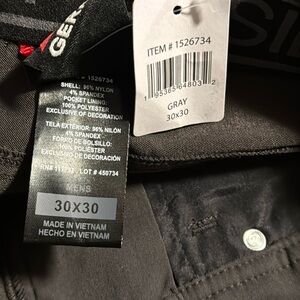 GER
ITEM # 1526734
GRAY
30x30
ITEM # 1526734
SHELL: 96% NYLON
4% SPANDEX
POCKET LINING:
100% POLYESTER
EXCLUSIVE OF DECORATION
TELA EXTERIOR: 96% NILÓN
4% SPANDEX
FORRO DE BOLSILLO:
100% POLIESTER
EXCLUSIVO DE DECORACIÓN
LOT # 450734
MENS
30X30
MADE IN VIETNAM
HECHO EN VIETNAM